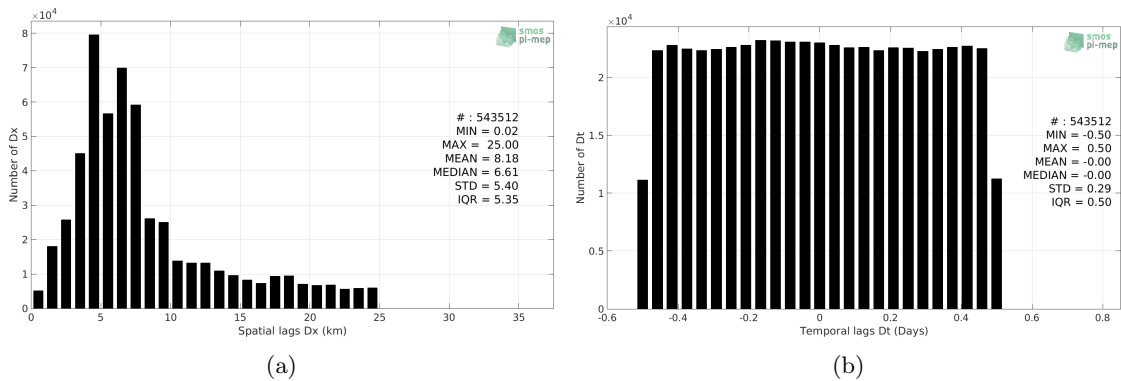 ×10⁴
8
7
6
5
4
3
2
1
0
Number of Dx
0 5 10 15 20 25 30 35
Spatial lags Dx (km)
smos
pi-mep
# : 543512
MIN = 0.02
MAX = 25.00
MEAN = 8.18
MEDIAN = 6.61
STD = 5.40
IQR = 5.35
(a)
×10⁴
2
1.5
1
0.5
0
Number of Dt
-0.6 -0.4 -0.2 0 0.2 0.4 0.6 0.8
Temporal lags Dt (Days)
smos
pi-mep
# : 543512
MIN = -0.50
MAX = 0.50
MEAN = -0.00
MEDIAN = -0.00
STD = 0.29
IQR = 0.50
(b)